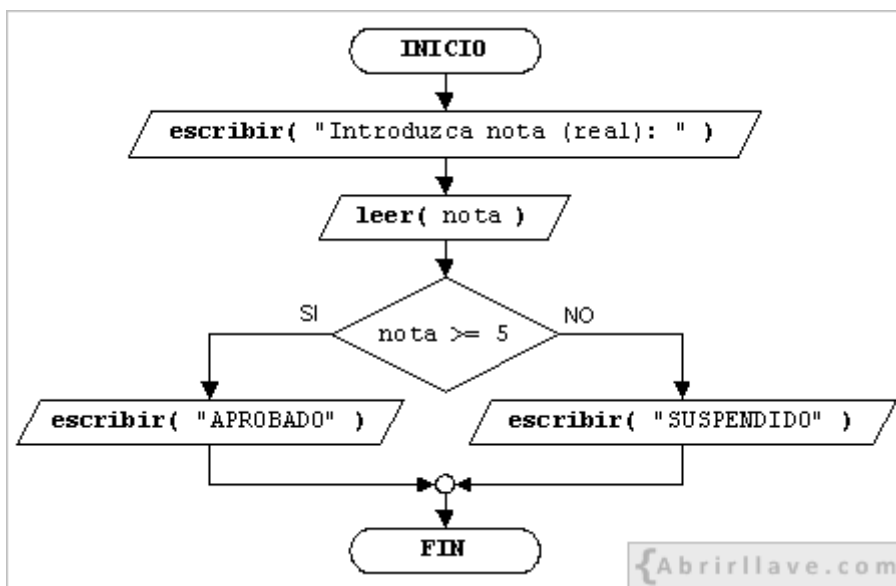 INICIO
escribir( "Introduzca nota (real): " )
leer( nota )
SI
nota >= 5
NO
escribir( "APROBADO" )
escribir( "SUSPENDIDO" )
FIN
{Abrirllave.com